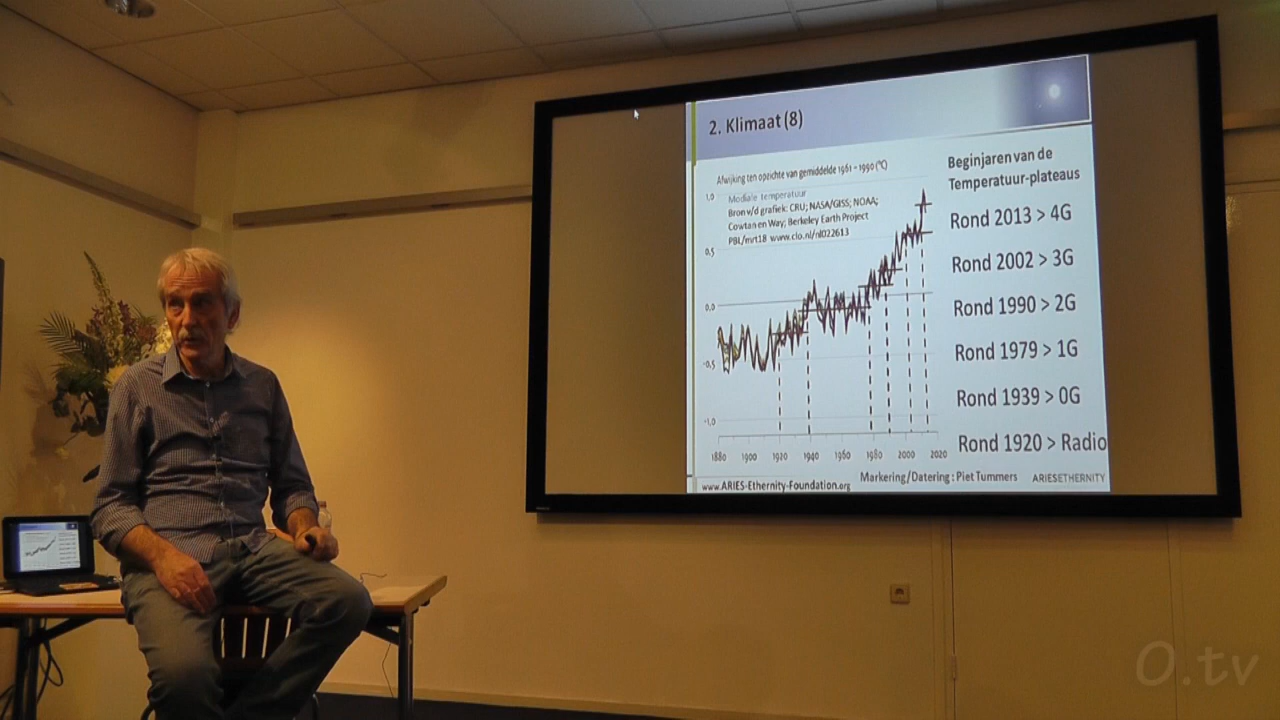 2. Klimaat (8)
Afwijking ten opzichte van gemiddelde 1961 - 1990 (°C)
Beginjaren van de
Temperatuur-plateaus
Mediale temperatuur
Bron v/d grafiek: CRU; NASA/GISS; NOAA;
Cowtan en Way; Berkeley Earth Project
PBL/mrt18 www.clo.nl/nl022613
1,0
0,5
0,0
-0,5
-1,0
1880 1900 1920 1940 1960 1980 2000 2020
Rond 2013 > 4G
Rond 2002 > 3G
Rond 1990 > 2G
Rond 1979 > 1G
Rond 1939 > 0G
Rond 1920 > Radio
www.ARIES-Ethernity-Foundation.org
Markering/Datering : Piet Tummers
ARIESETHERNITY
O.tv